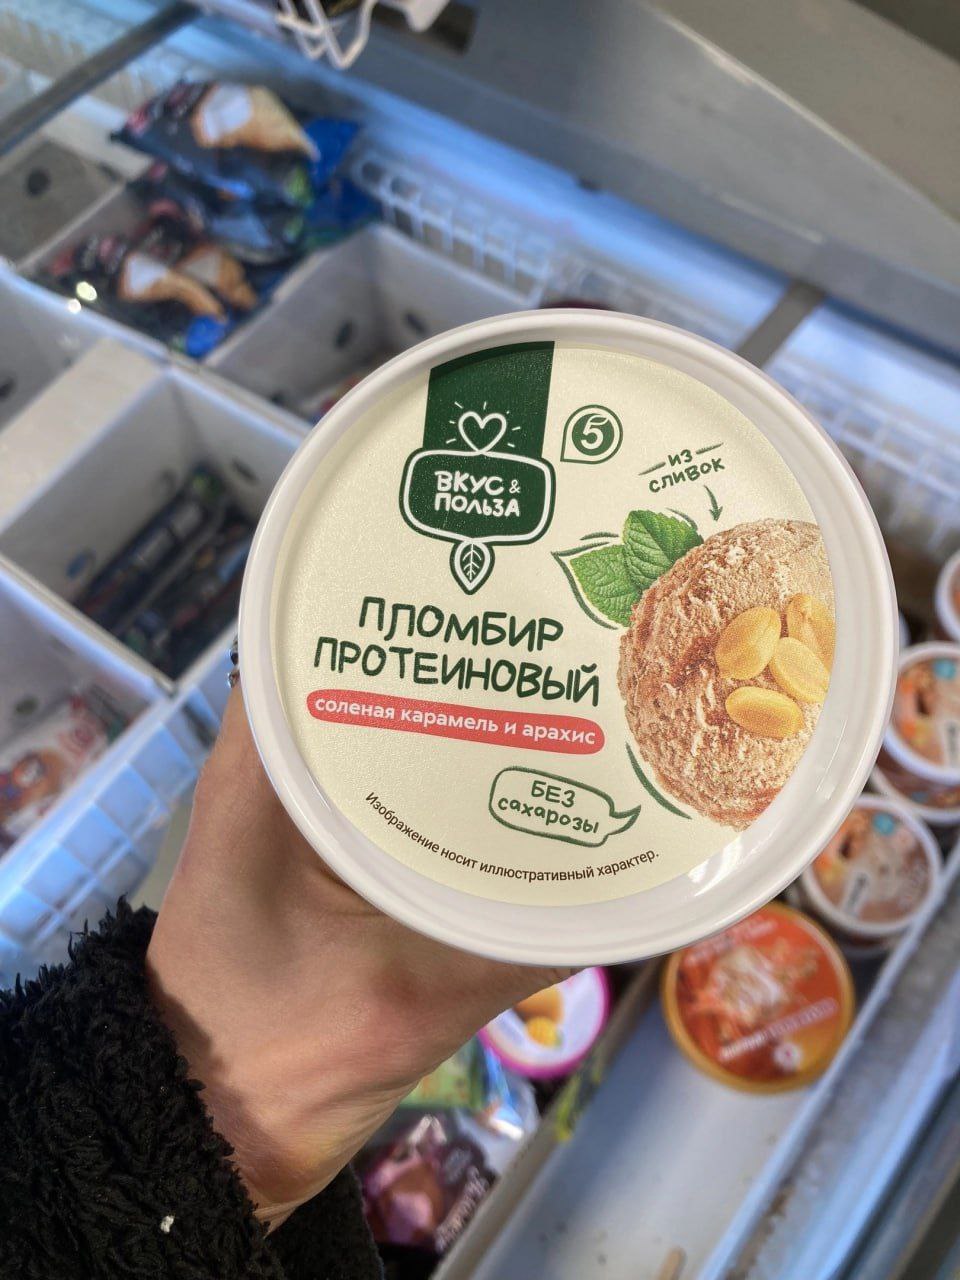 ВКУС &
ПОЛЬЗА
5
ИЗ
СЛИВОК
ПЛОМБИР
ПРОТЕИНОВЫЙ
соленая карамель и арахис
БЕЗ
сахарозы
Изображение носит иллюстративный характер.